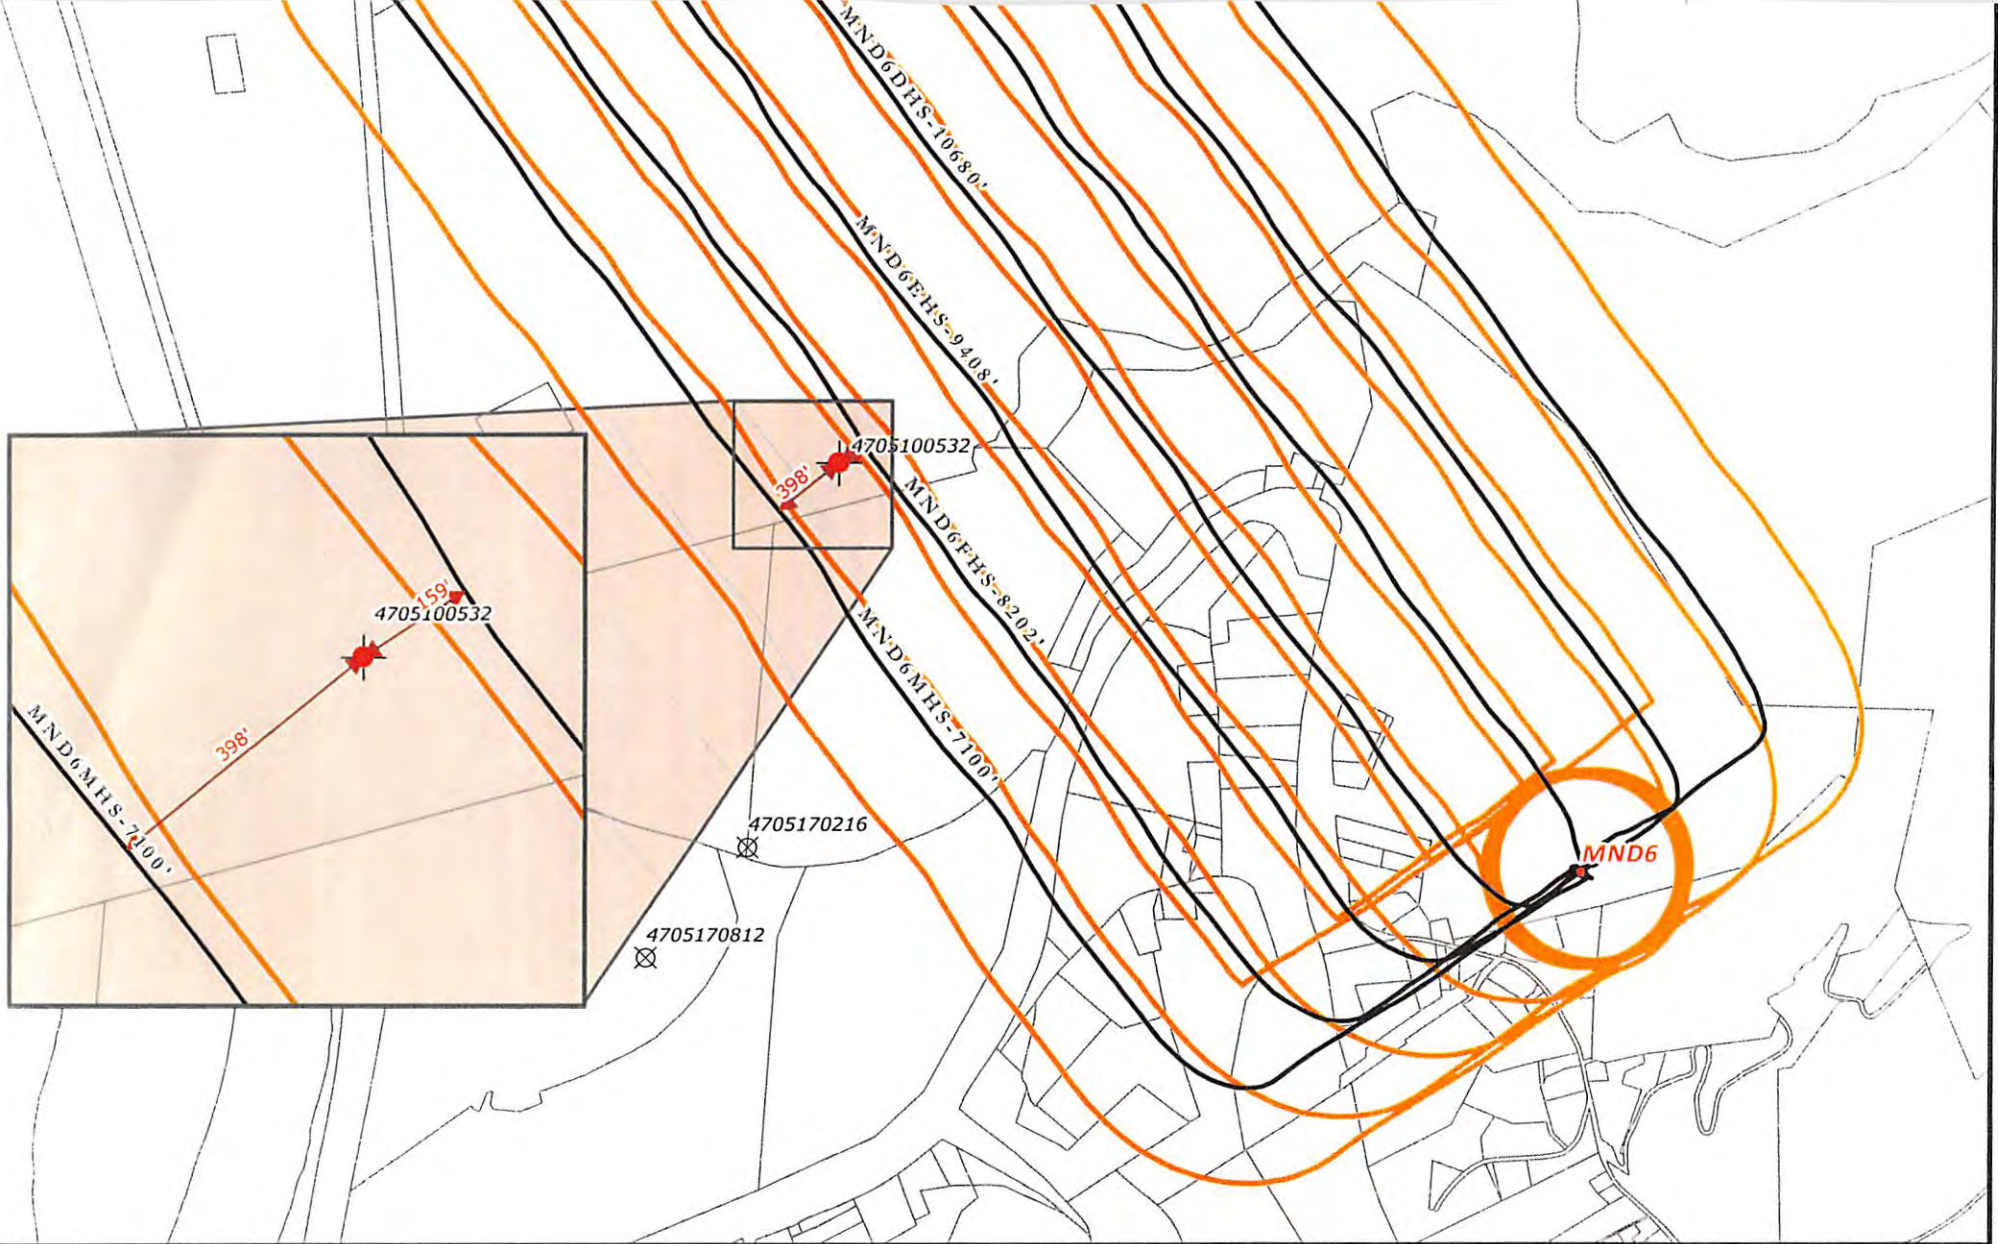 MND6DHS-10680'
MND6EHS-9408'
4705100532
398'
MND6FHS-8202'
159'
4705100532
MND6MHS-7100'
398'
MND6MHS-7100'
4705170216
MND6
4705170812